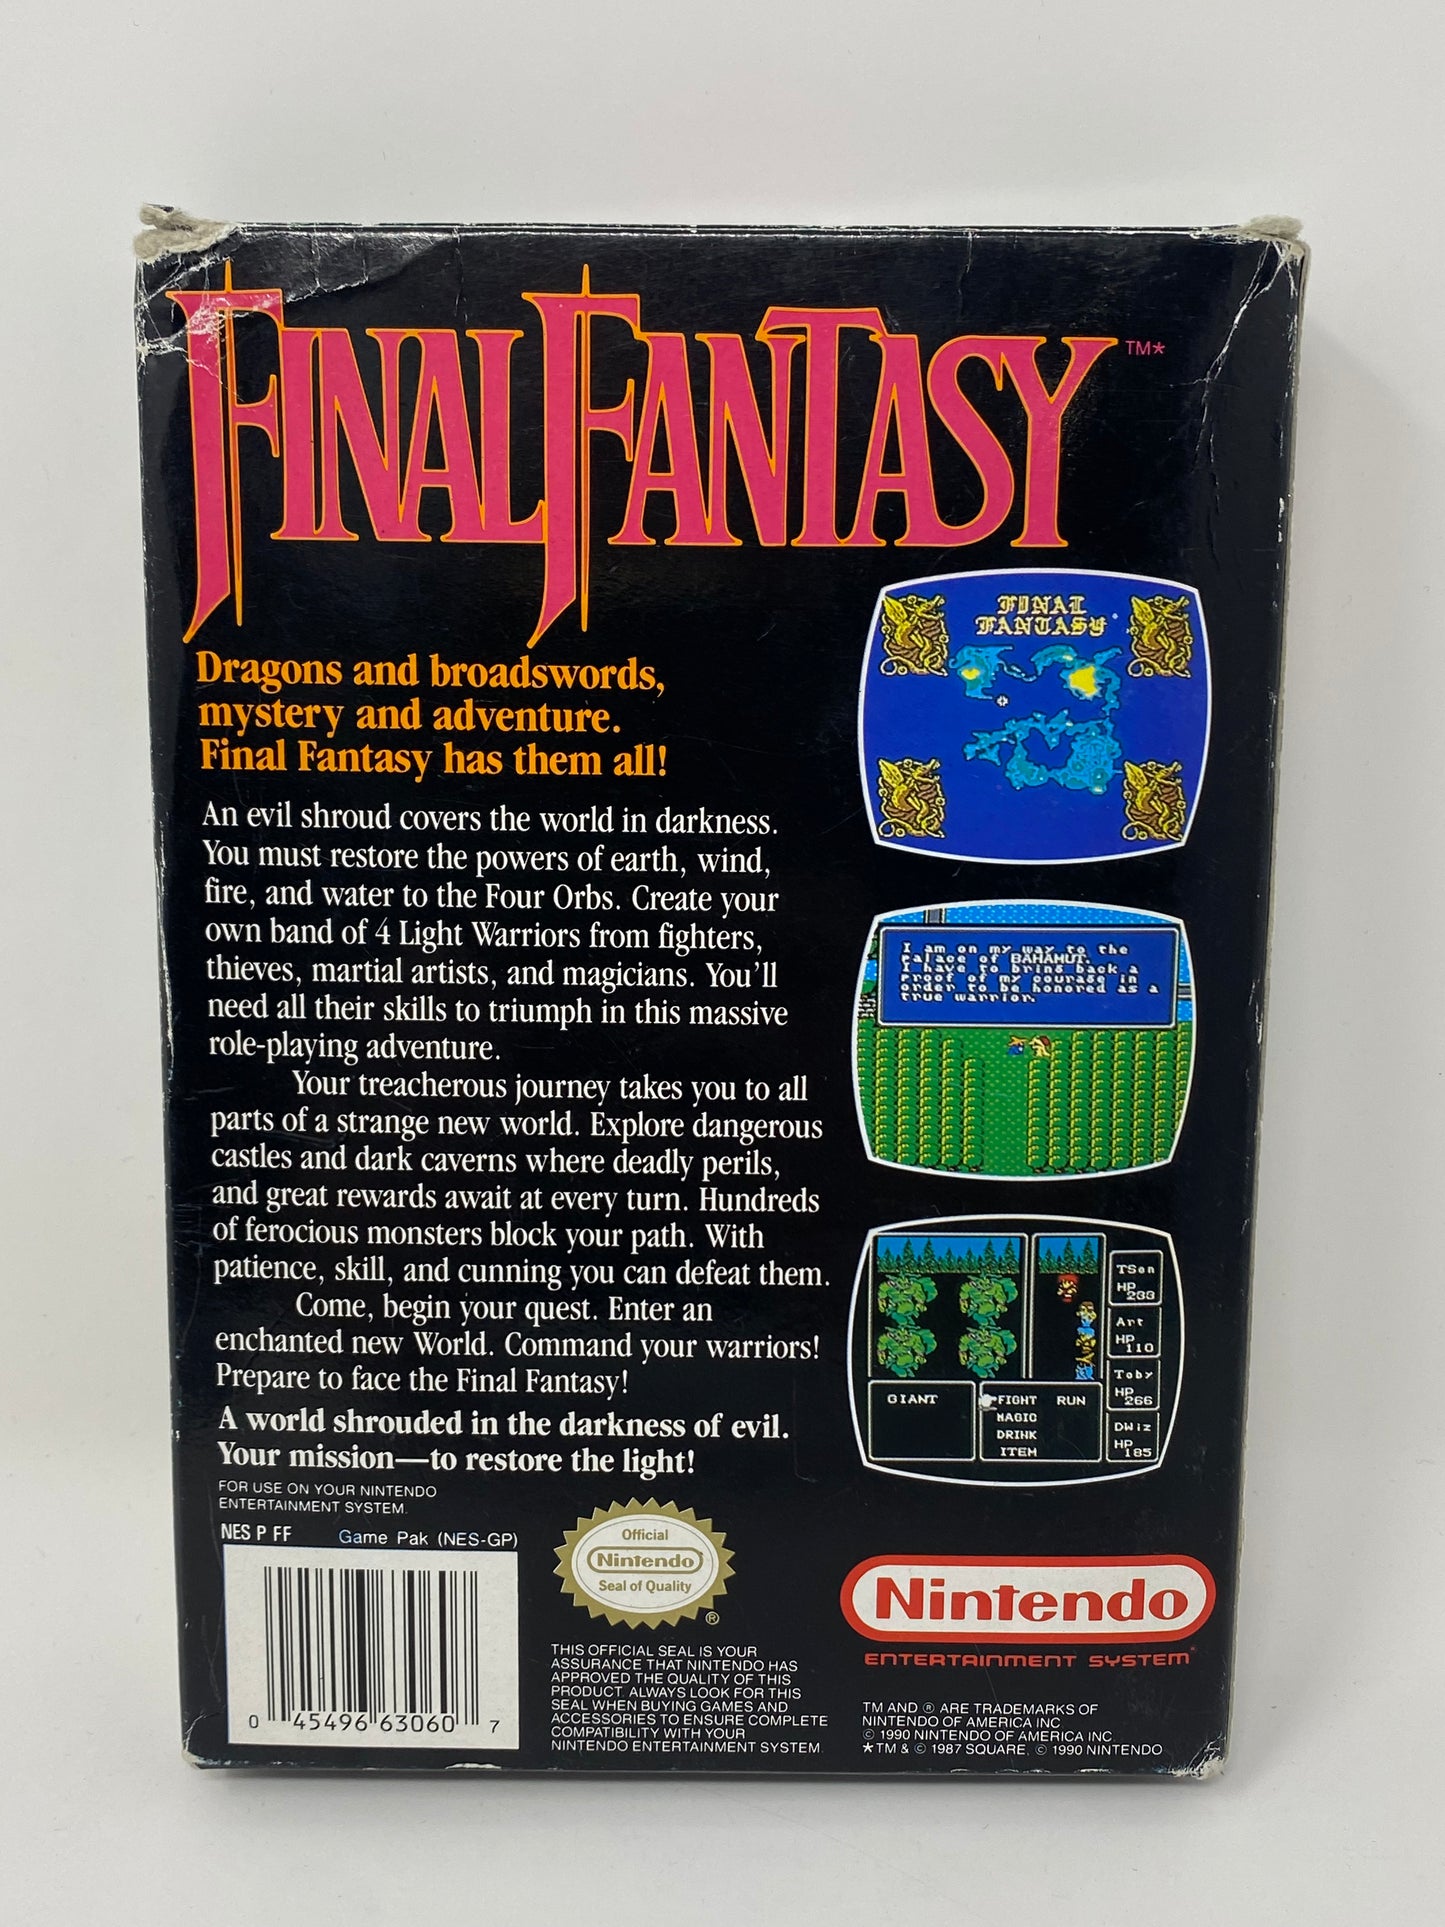 FINAL FANTASY™*
Dragons and broadswords,
mystery and adventure.
Final Fantasy has them all!
An evil shroud covers the world in darkness.
You must restore the powers of earth, wind,
fire, and water to the Four Orbs. Create your
own band of 4 Light Warriors from fighters,
thieves, martial artists, and magicians. You'll
need all their skills to triumph in this massive
role-playing adventure.
Your treacherous journey takes you to all
parts of a strange new world. Explore dangerous
castles and dark caverns where deadly perils,
and great rewards await at every turn. Hundreds
of ferocious monsters block your path. With
patience, skill, and cunning you can defeat them.
Come, begin your quest. Enter an
enchanted new World. Command your warriors!
Prepare to face the Final Fantasy!
A world shrouded in the darkness of evil.
Your mission—to restore the light!
FINAL
FANTASY
I am on my way to the
palace of BAHAMUT.
I have to bring back a
proof of my courage in
order to be honored as a
true warrior.
TSen
HP
233
Art
HP
110
Toby
HP
266
DWiz
HP
185
GIANT
FIGHT RUN
MAGIC
DRINK
ITEM
FOR USE ON YOUR NINTENDO
ENTERTAINMENT SYSTEM.
NES P FF Game Pak (NES-GP)
0 45496 63060 7
Official
Nintendo
Seal of Quality
®
THIS OFFICIAL SEAL IS YOUR
ASSURANCE THAT NINTENDO HAS
APPROVED THE QUALITY OF THIS
PRODUCT. ALWAYS LOOK FOR THIS
SEAL WHEN BUYING GAMES AND
ACCESSORIES TO ENSURE COMPLETE
COMPATIBILITY WITH YOUR
NINTENDO ENTERTAINMENT SYSTEM.
Nintendo
ENTERTAINMENT SYSTEM
TM AND ® ARE TRADEMARKS OF
NINTENDO OF AMERICA INC.
© 1990 NINTENDO OF AMERICA INC.
★TM & © 1987 SQUARE, © 1990 NINTENDO